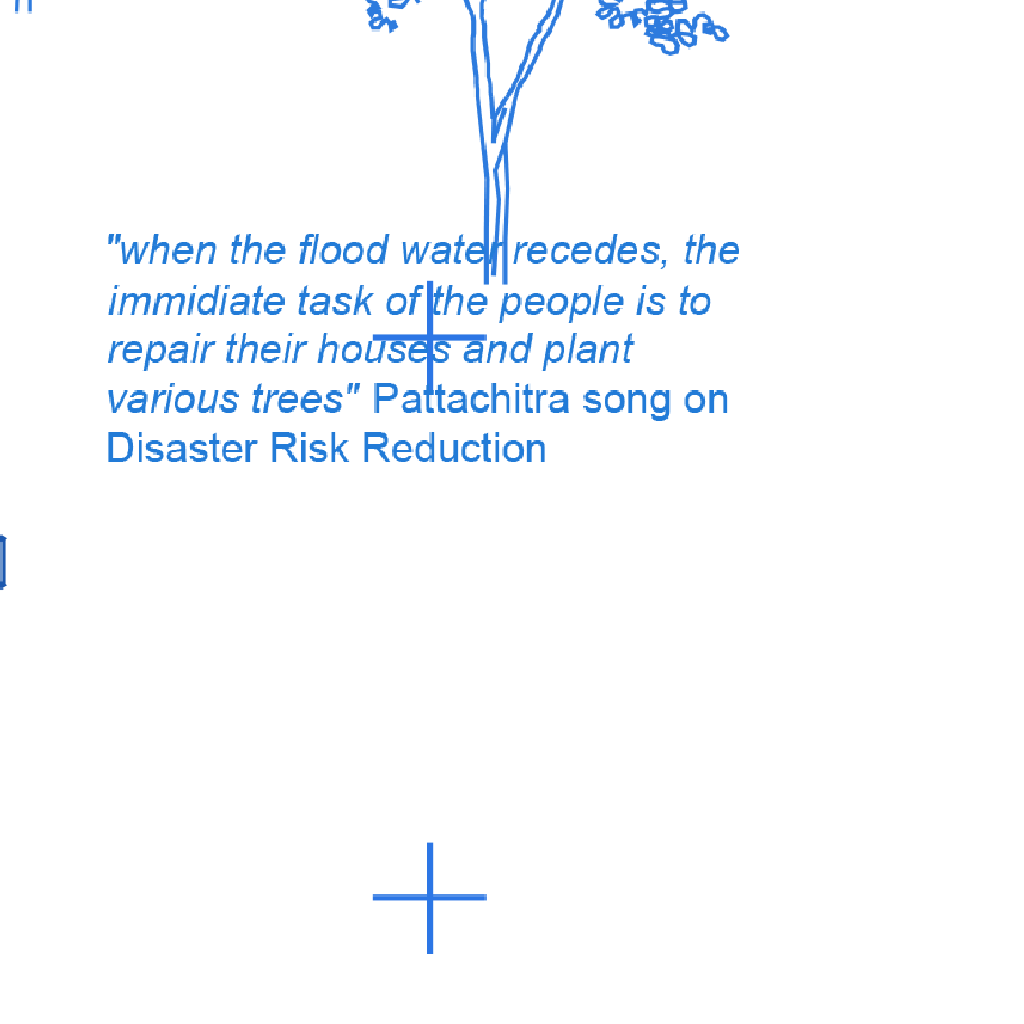 "when the flood water recedes, the
immidiate task of the people is to
repair their houses and plant
various trees" Pattachitra song on
Disaster Risk Reduction